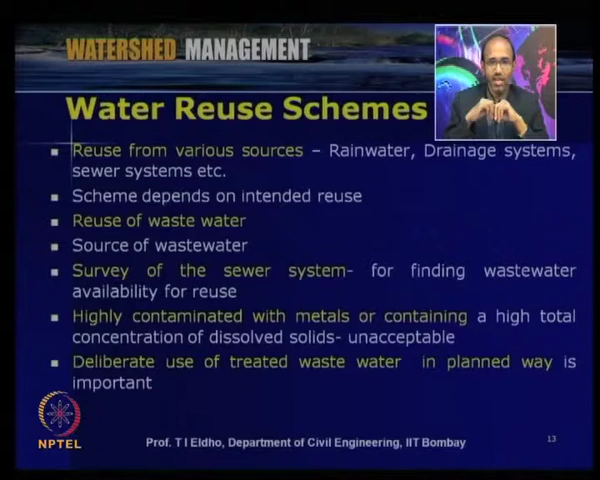 WATERSHED MANAGEMENT
Water Reuse Schemes
Reuse from various sources – Rainwater, Drainage systems,
sewer systems etc.
Scheme depends on intended reuse
Reuse of waste water
Source of wastewater
Survey of the sewer system- for finding wastewater
availability for reuse
Highly contaminated with metals or containing a high total
concentration of dissolved solids- unacceptable
Deliberate use of treated waste water in planned way is
important
NPTEL
Prof. T I Eldho, Department of Civil Engineering, IIT Bombay
13